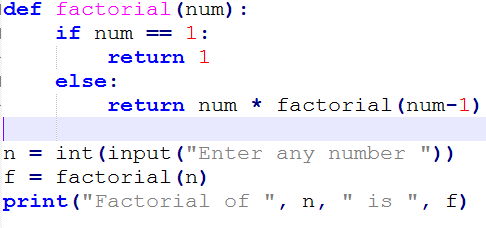 def factorial(num):
    if num == 1:
        return 1
    else:
        return num * factorial(num-1)
n = int(input("Enter any number "))
f = factorial(n)
print("Factorial of ", n, " is ", f)